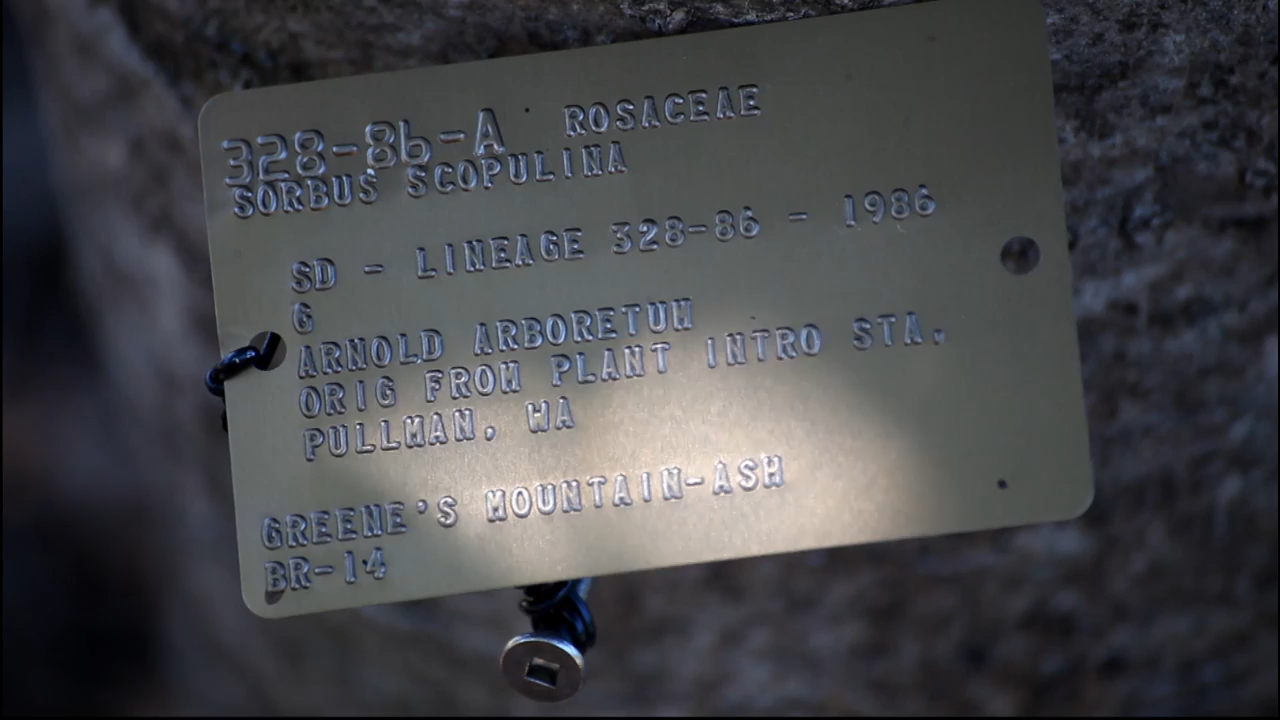 328-86-A ROSACEAE
SORBUS SCOPULINA
SD - LINEAGE 328-86 - 1986
G
ARNOLD ARBORETUM
ORIG FROM PLANT INTRO STA.
PULLMAN, WA
GREENE'S MOUNTAIN-ASH
BR-14